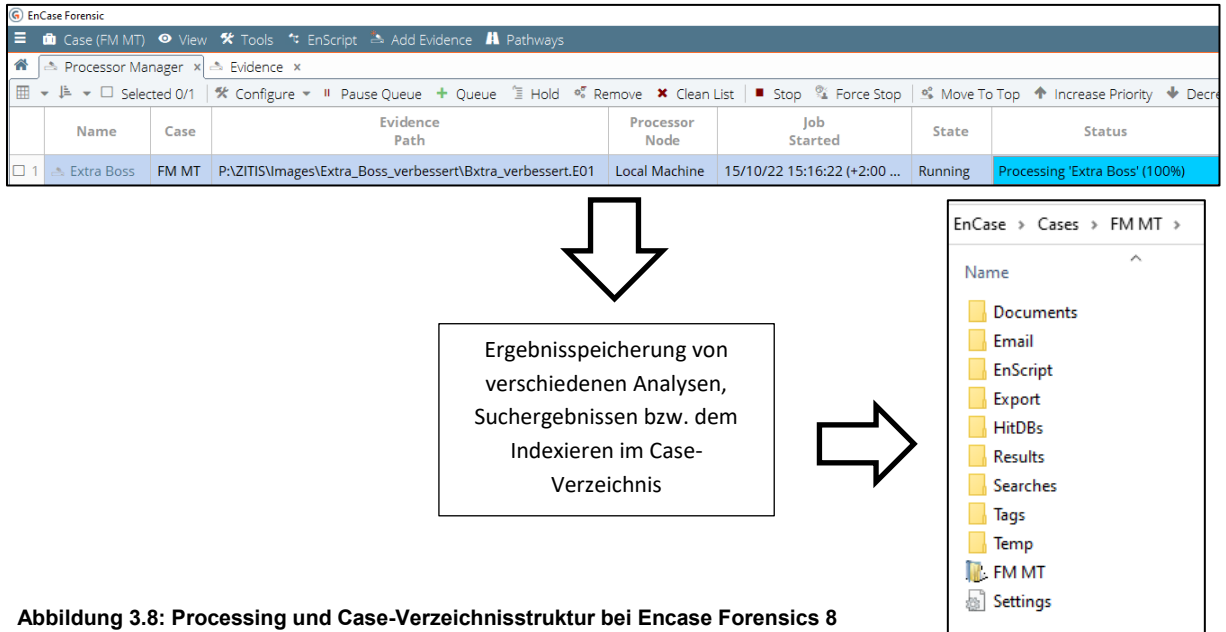 EnCase Forensic
Case (FM MT) View Tools EnScript Add Evidence Pathways
Processor Manager x Evidence x
Selected 0/1 Configure Pause Queue Queue Hold Remove Clean List Stop Force Stop Move To Top Increase Priority Decre
Name Case Evidence Path Processor Node Job Started State Status
1 Extra Boss FM MT P:\ZITIS\Images\Extra_Boss_verbessert\Bxtra_verbessert.E01 Local Machine 15/10/22 15:16:22 (+2:00 ... Running Processing 'Extra Boss' (100%)
Ergebnisspeicherung von
verschiedenen Analysen,
Suchergebnissen bzw. dem
Indexieren im Case-
Verzeichnis
EnCase > Cases > FM MT >
Name
Documents
Email
EnScript
Export
HitDBs
Results
Searches
Tags
Temp
FM MT
Settings
Abbildung 3.8: Processing und Case-Verzeichnisstruktur bei Encase Forensics 8